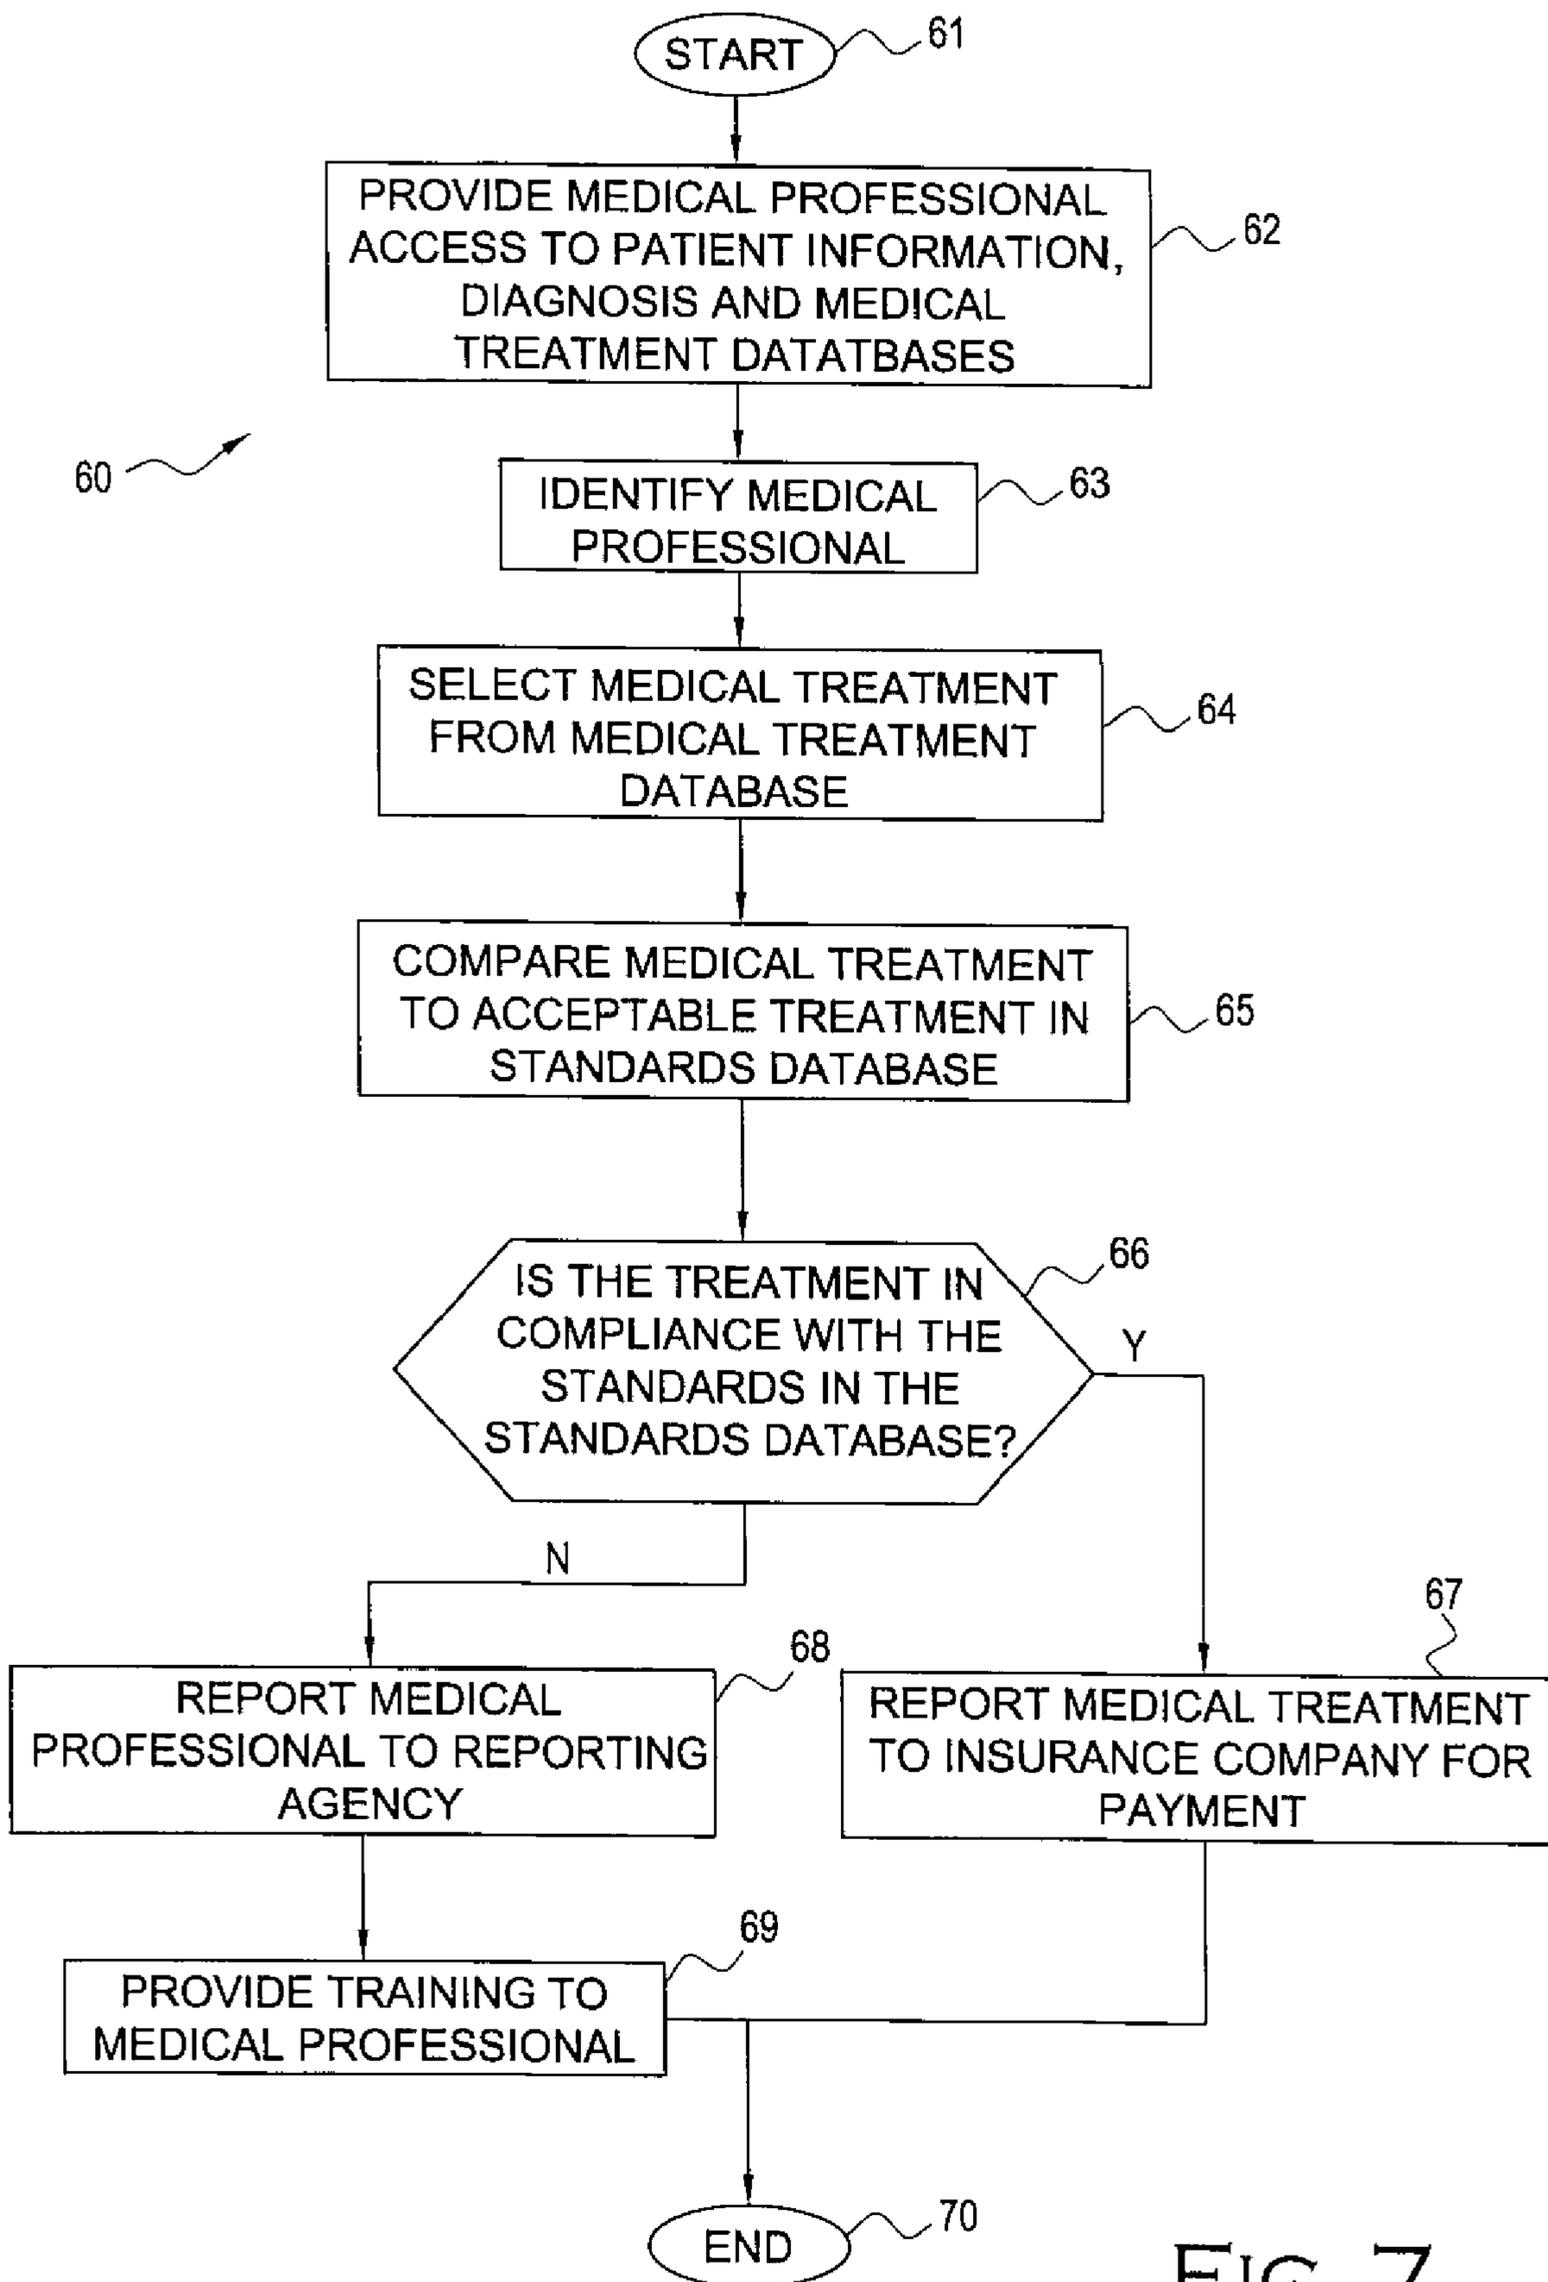 START
61
PROVIDE MEDICAL PROFESSIONAL
ACCESS TO PATIENT INFORMATION,
DIAGNOSIS AND MEDICAL
TREATMENT DATATBASES
62
60
IDENTIFY MEDICAL
PROFESSIONAL
63
SELECT MEDICAL TREATMENT
FROM MEDICAL TREATMENT
DATABASE
64
COMPARE MEDICAL TREATMENT
TO ACCEPTABLE TREATMENT IN
STANDARDS DATABASE
65
IS THE TREATMENT IN
COMPLIANCE WITH THE
STANDARDS IN THE
STANDARDS DATABASE?
66
Y
N
REPORT MEDICAL
PROFESSIONAL TO REPORTING
AGENCY
68
REPORT MEDICAL TREATMENT
TO INSURANCE COMPANY FOR
PAYMENT
67
PROVIDE TRAINING TO
MEDICAL PROFESSIONAL
69
END
70
FIG. 7